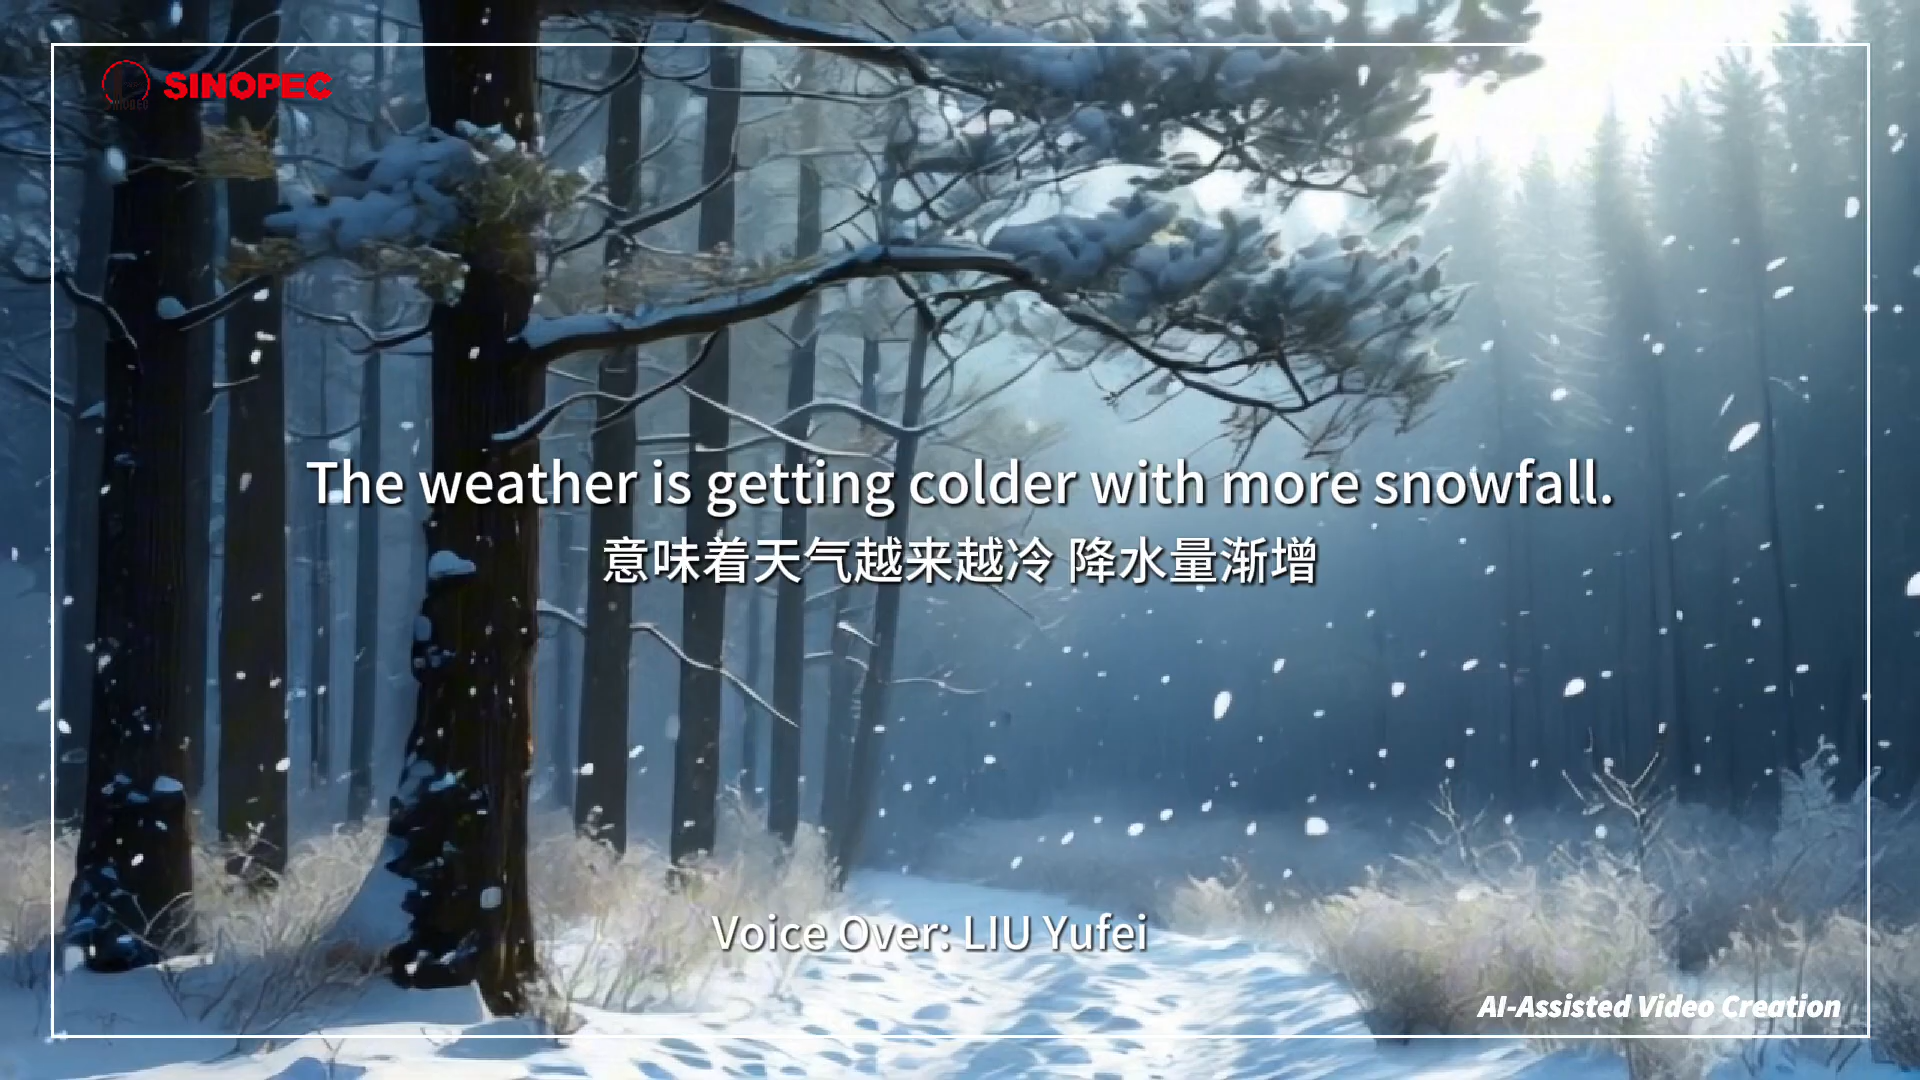 SINOPEC
The weather is getting colder with more snowfall.
意味着天气越来越冷 降水量渐增
Voice Over: LIU Yufei
AI-Assisted Video Creation